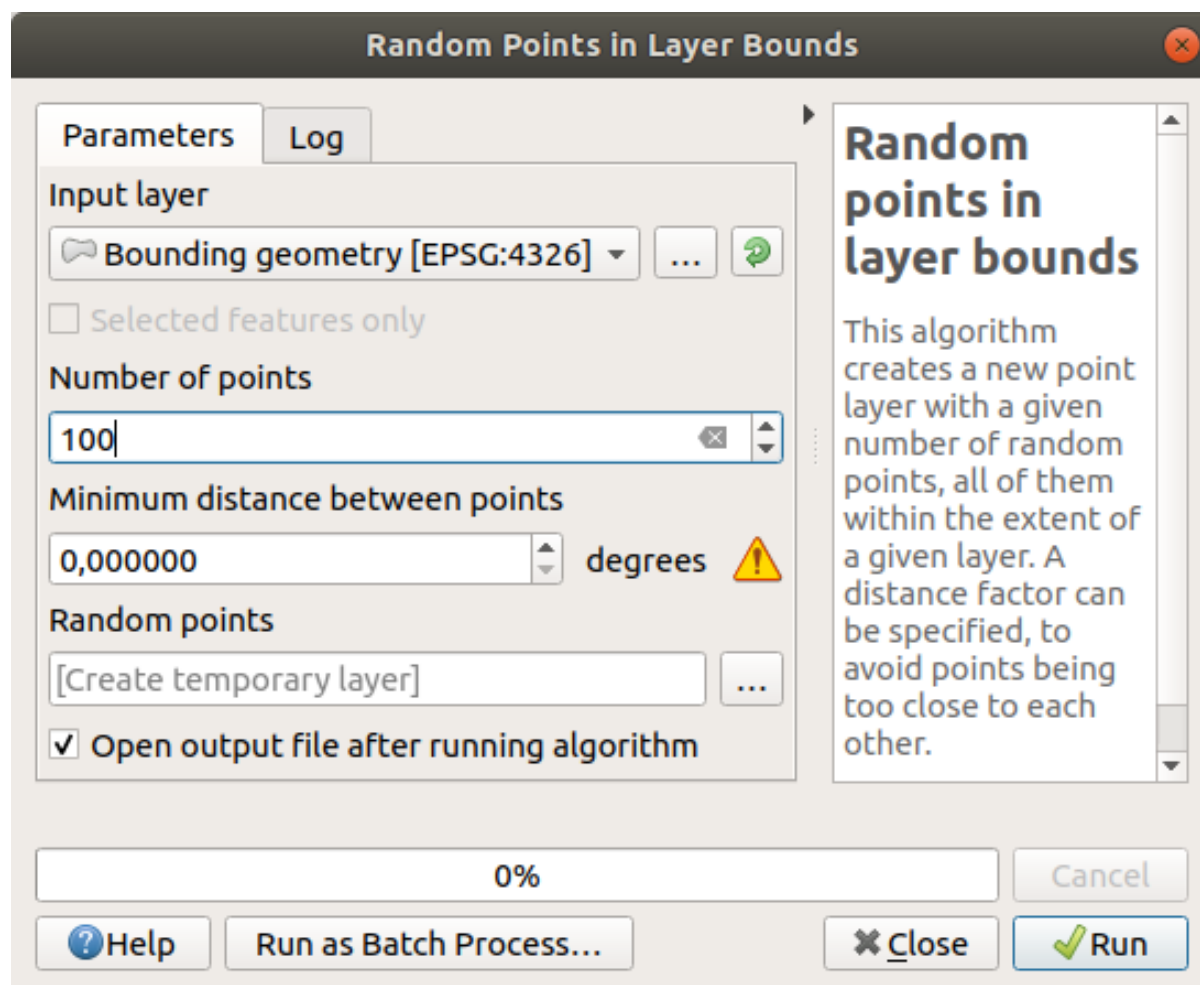 Random Points in Layer Bounds
Parameters
Log
Input layer
Bounding geometry [EPSG:4326]
...
Selected features only
Number of points
100
Minimum distance between points
0,000000
degrees
Random points
[Create temporary layer]
...
Open output file after running algorithm
Random
points in
layer bounds
This algorithm
creates a new point
layer with a given
number of random
points, all of them
within the extent of
a given layer. A
distance factor can
be specified, to
avoid points being
too close to each
other.
0%
Cancel
Help
Run as Batch Process...
Close
Run